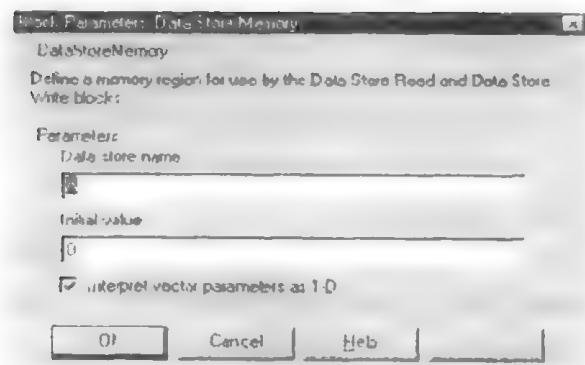 Block Parameters: Data Store Memory
DataStoreMemory
Define a memory region for use by the Data Store Read and Data Store
Write blocks
Parameters
Data store name
A
Initial value
0
Interpret vector parameters as 1-D
OK
Cancel
Help